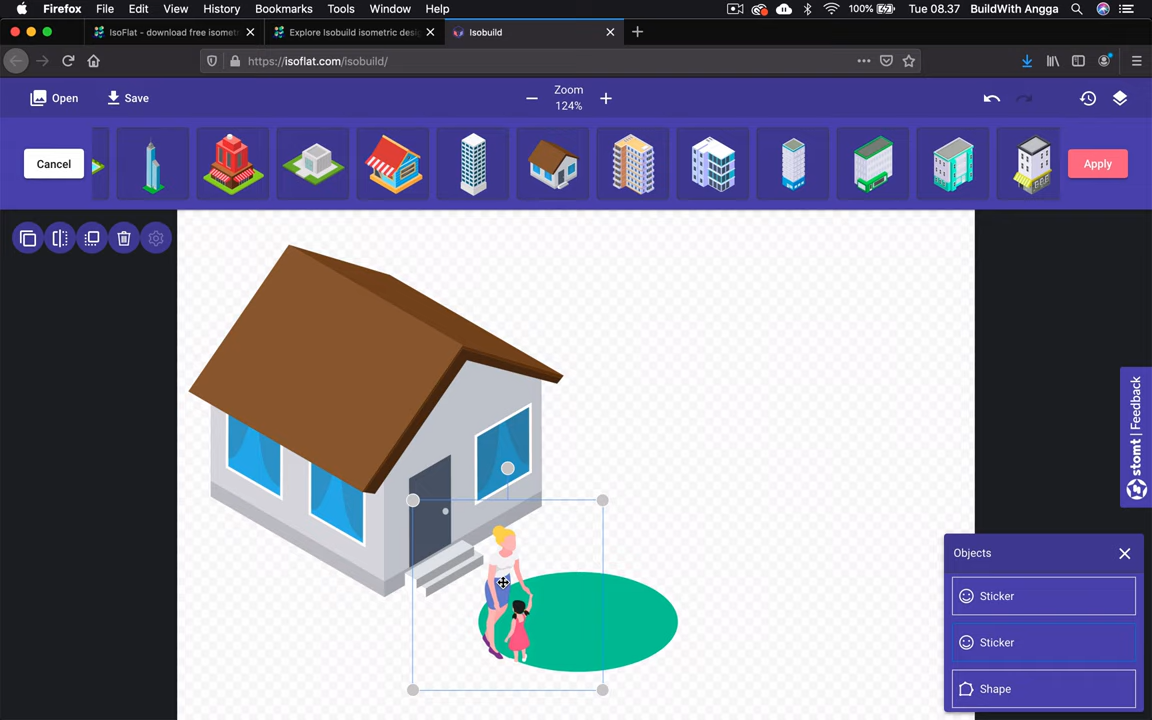 Firefox File Edit View History Bookmarks Tools Window Help 100% Tue 08.37 BuildWith Angga
IsoFlat - download free isomet
Explore Isobuild isometric desi
Isobuild
https://isoflat.com/isobuild/
Open
Save
Zoom
124%
Cancel
Apply
stomt | Feedback
Objects
Sticker
Sticker
Shape